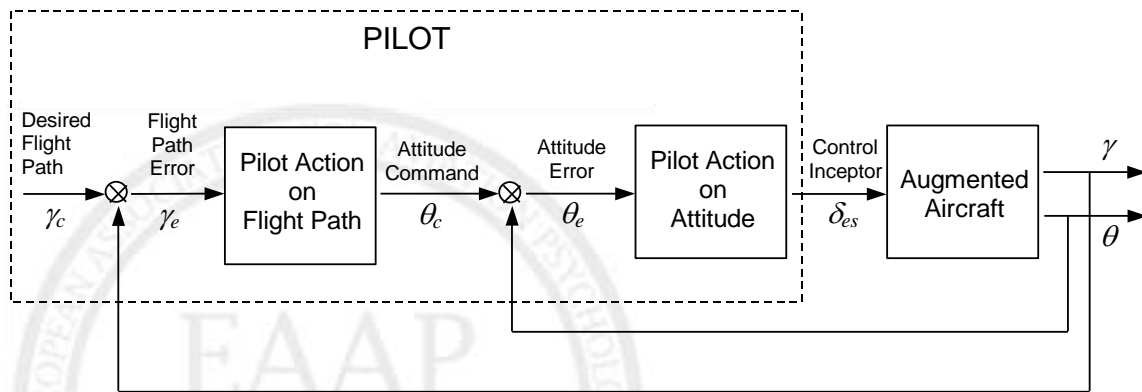 PILOT
Desired
Flight
Path
γc
Flight
Path
Error
γe
Pilot Action
on
Flight Path
Attitude
Command
θc
Attitude
Error
θe
Pilot Action
on
Attitude
Control
Inceptor
δes
Augmented
Aircraft
γ
θ
EAAP